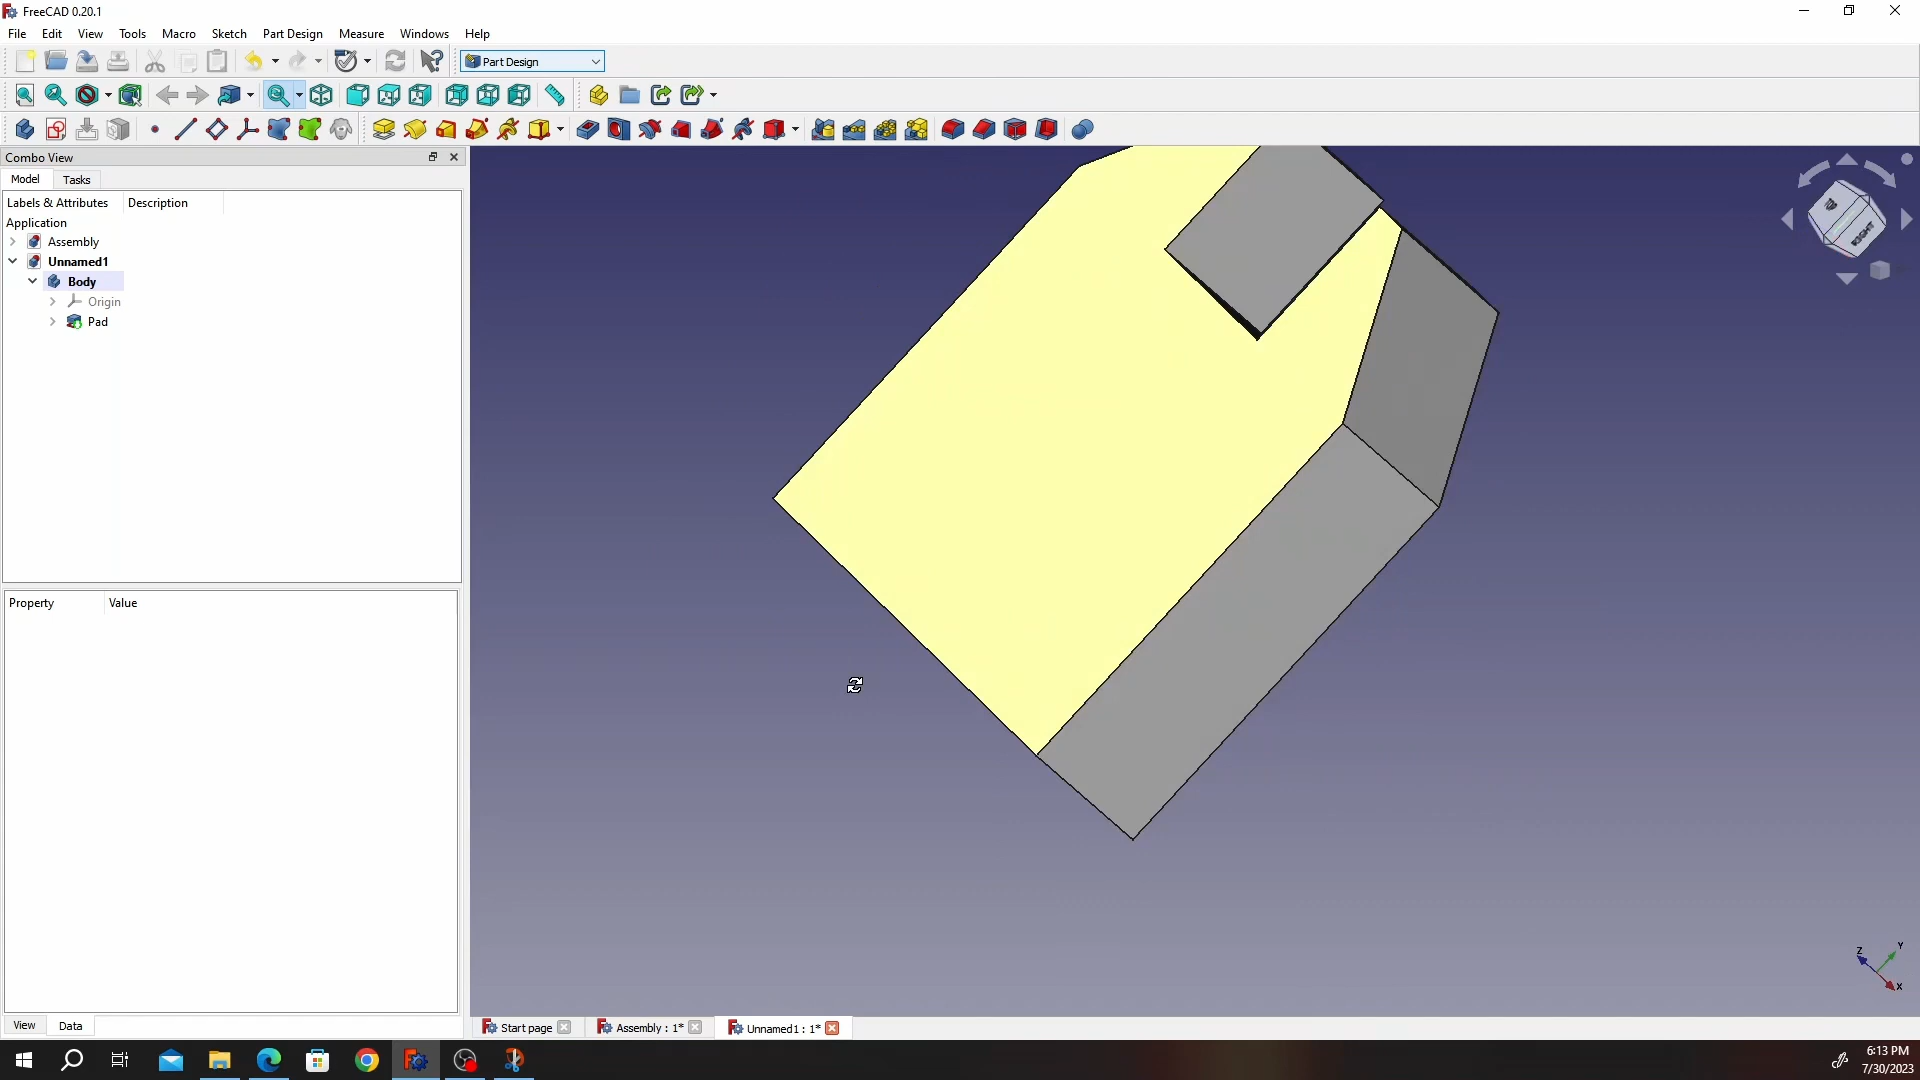 FreeCAD 0.20.1
File Edit View Tools Macro Sketch Part Design Measure Windows Help
Part Design
Combo View
Model Tasks
Labels & Attributes Description
Application
Assembly
Unnamed1
Body
Origin
Pad
Property Value
View Data
Start page Assembly : 1* Unnamed1 : 1*
RIGHT
Z Y
X
6:13 PM
7/30/2023